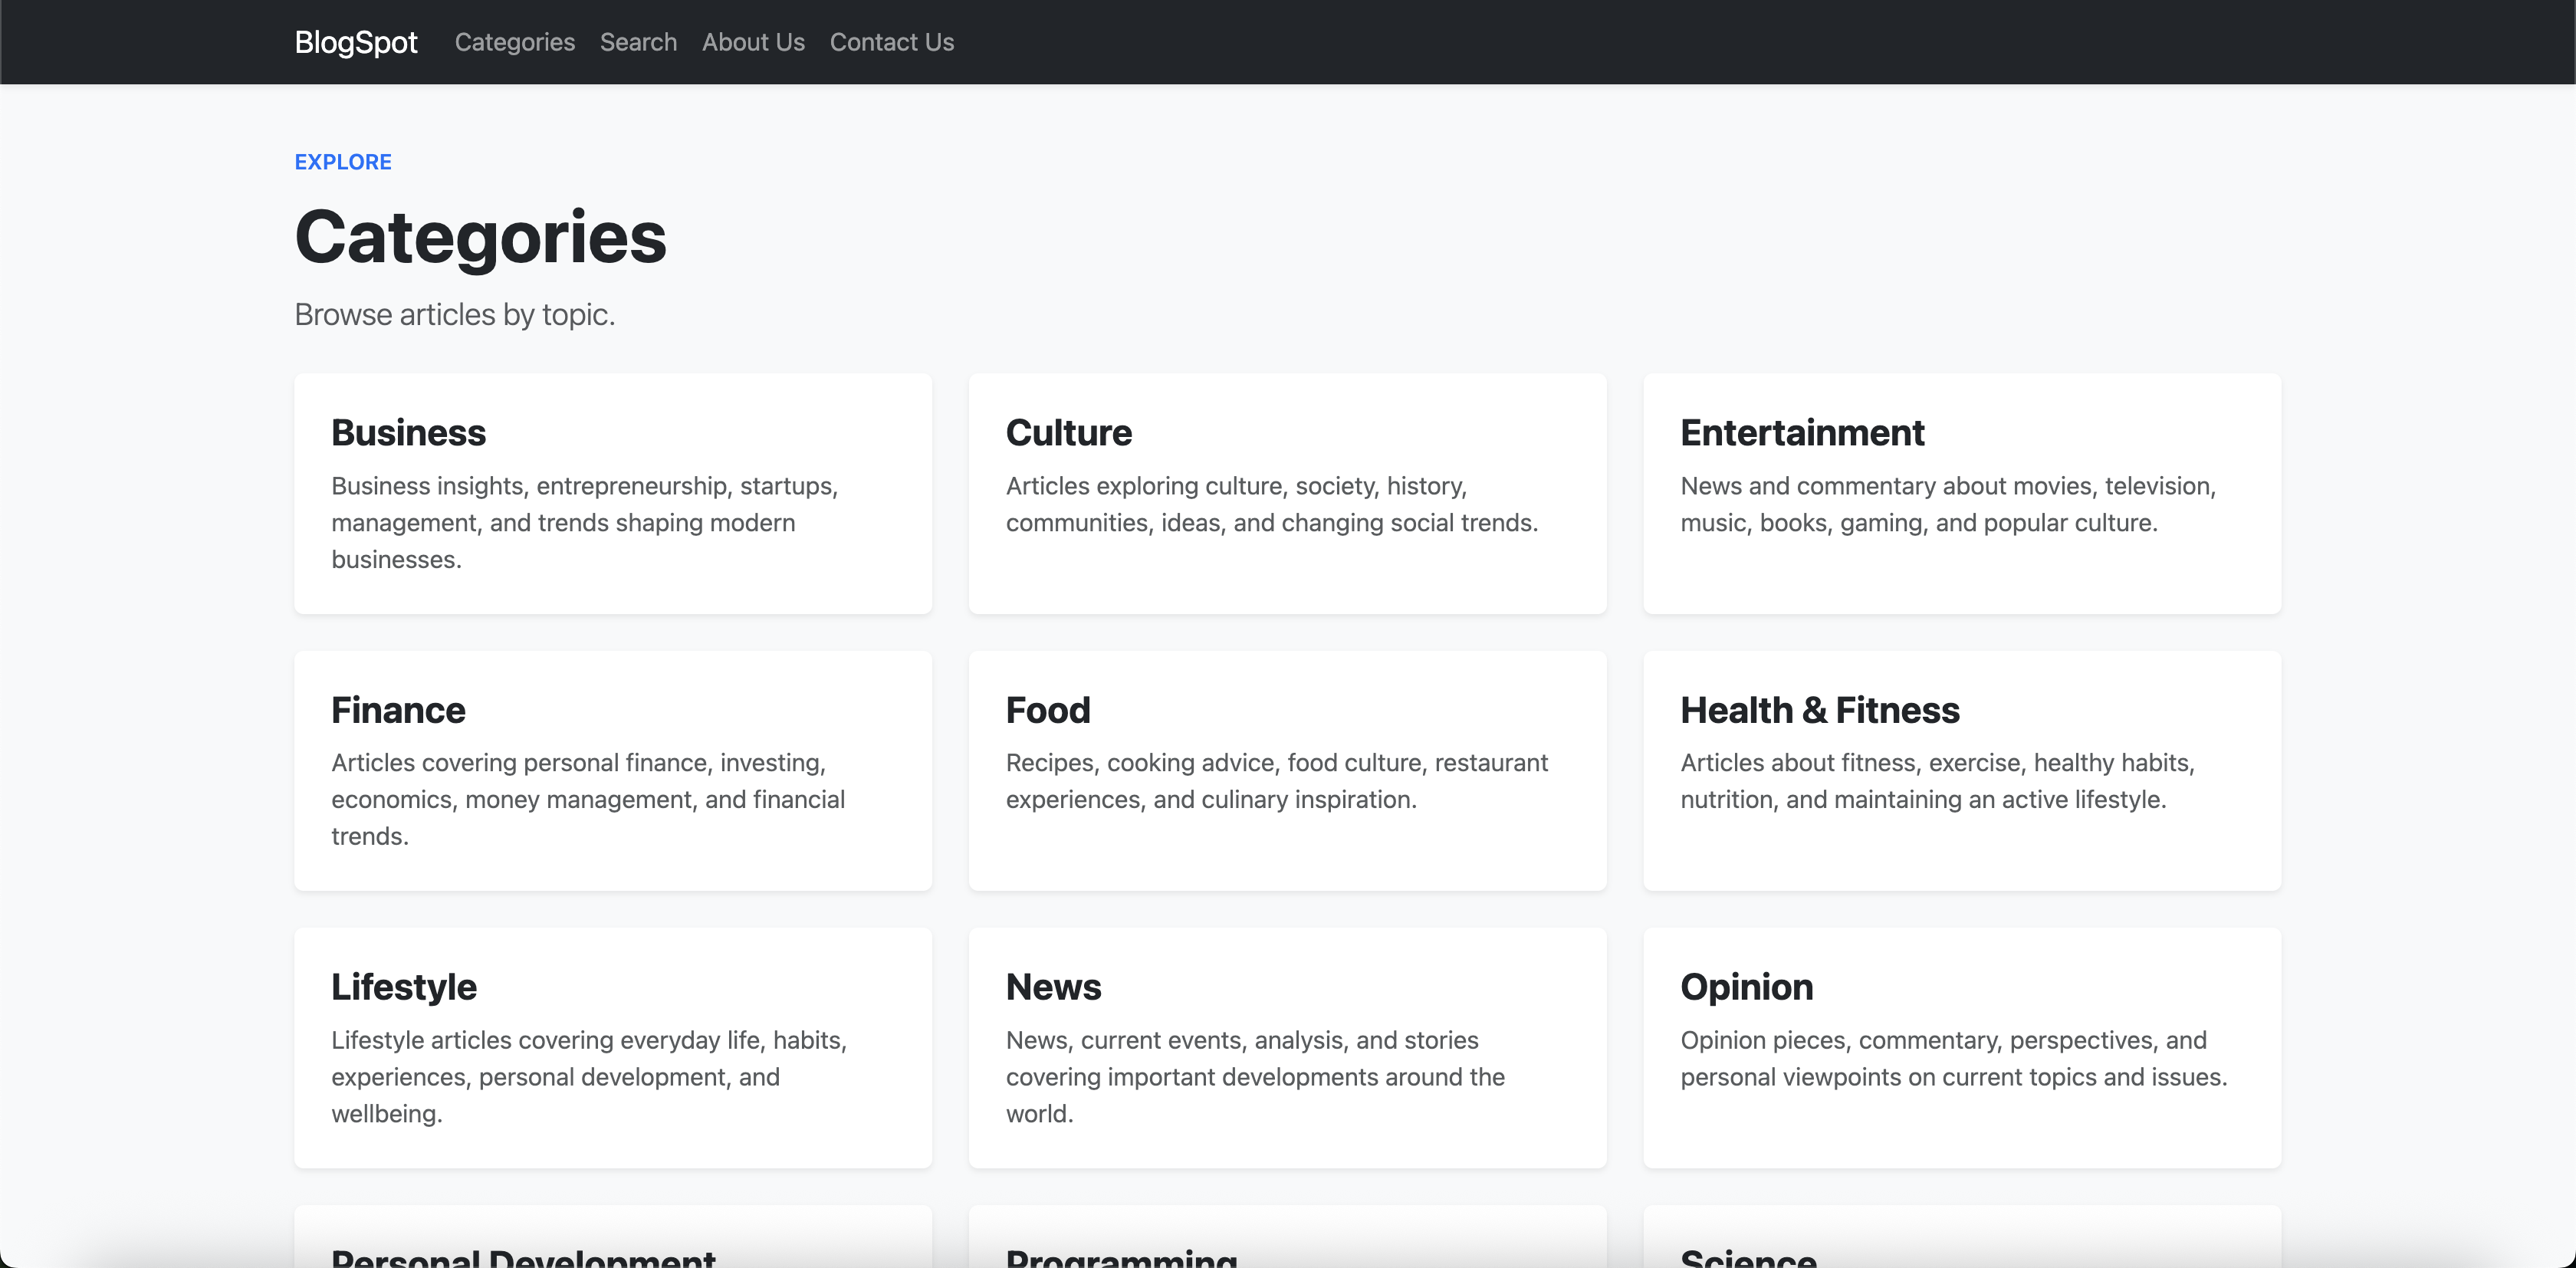 BlogSpot Categories Search About Us Contact Us
EXPLORE
Categories
Browse articles by topic.
Business
Business insights, entrepreneurship, startups,
management, and trends shaping modern
businesses.
Culture
Articles exploring culture, society, history,
communities, ideas, and changing social trends.
Entertainment
News and commentary about movies, television,
music, books, gaming, and popular culture.
Finance
Articles covering personal finance, investing,
economics, money management, and financial
trends.
Food
Recipes, cooking advice, food culture, restaurant
experiences, and culinary inspiration.
Health & Fitness
Articles about fitness, exercise, healthy habits,
nutrition, and maintaining an active lifestyle.
Lifestyle
Lifestyle articles covering everyday life, habits,
experiences, personal development, and
wellbeing.
News
News, current events, analysis, and stories
covering important developments around the
world.
Opinion
Opinion pieces, commentary, perspectives, and
personal viewpoints on current topics and issues.
Personal Development
Programming
Science